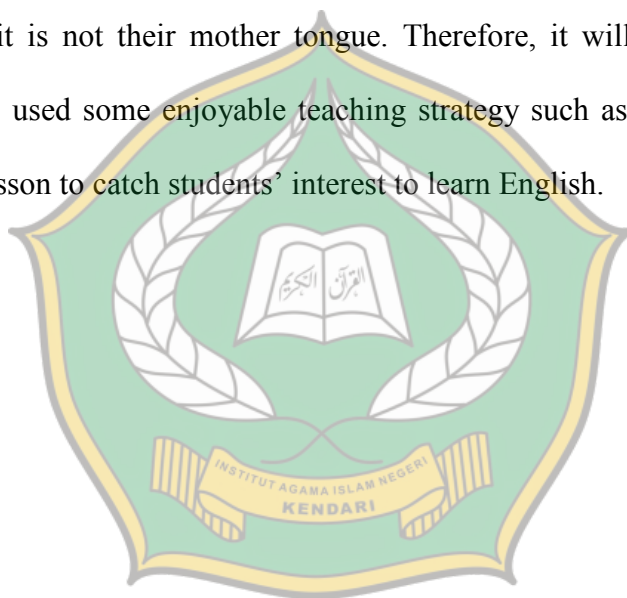 it is not their mother tongue. Therefore, it will
used some enjoyable teaching strategy such as
sson to catch students’ interest to learn English.
القرآن الكريم
INSTITUT AGAMA ISLAM NEGERI
KENDARI